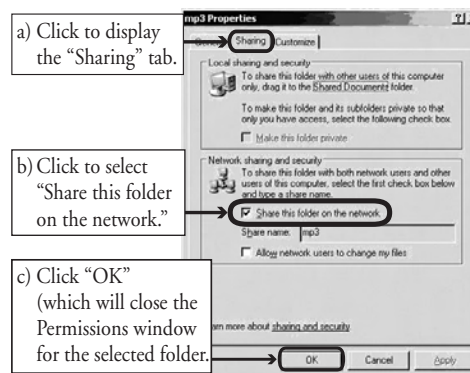 mp3 Properties
a) Click to display
the “Sharing” tab.
Sharing
Customize
Local sharing and security
To share this folder with other users of this computer
only, drag it to the Shared Documents folder.
To make this folder and its subfolders private so that
only you have access, select the following check box.
Make this folder private
b) Click to select
“Share this folder
on the network.”
Network sharing and security
To share this folder with both network users and other
users of this computer, select the first check box below
and type a share name.
Share this folder on the network
Share name: mp3
Allow network users to change my files
c) Click “OK”
(which will close the
Permissions window
for the selected folder.
more about sharing and security.
OK
Cancel
Apply